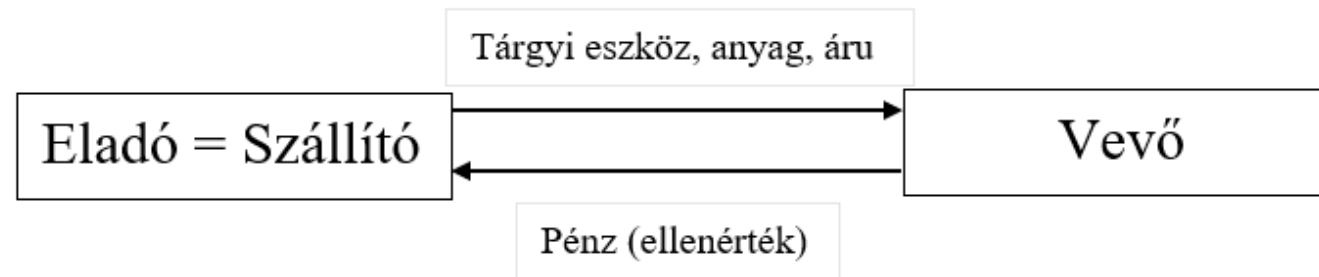 Tárgyi eszköz, anyag, áru
Eladó = Szállító
Vevő
Pénz (ellenérték)